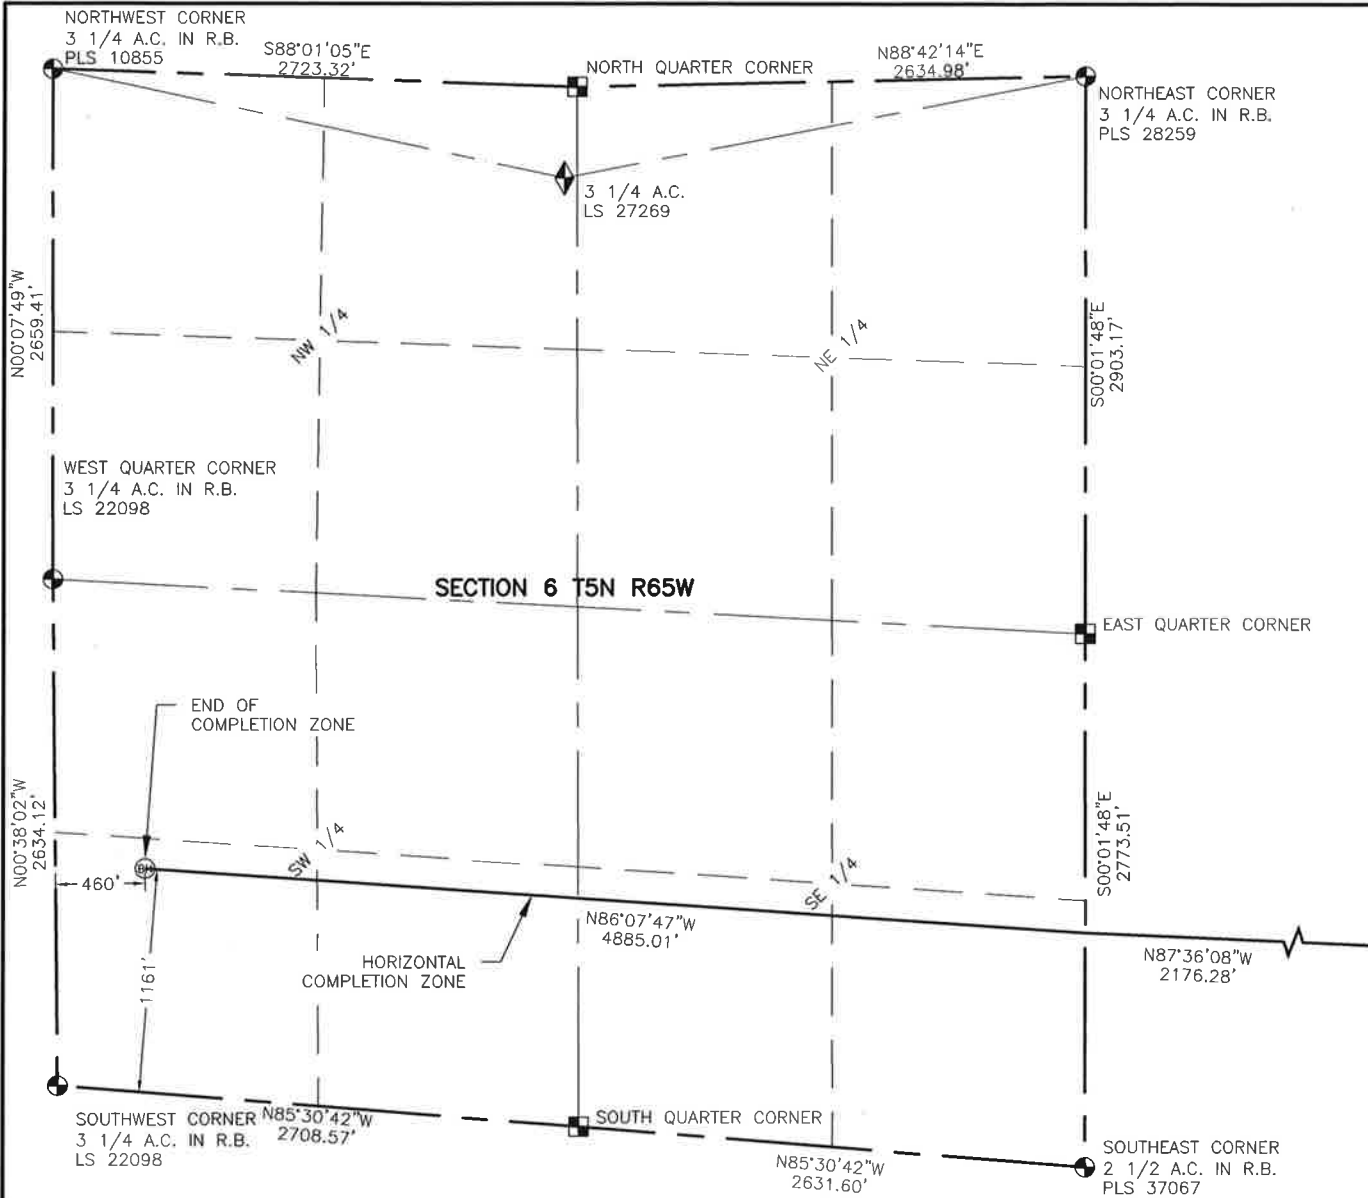 NORTHWEST CORNER
3 1/4 A.C. IN R.B.
PLS 10855
S88°01'05"E
2723.32'
NORTH QUARTER CORNER
N88°42'14"E
2634.98'
NORTHEAST CORNER
3 1/4 A.C. IN R.B.
PLS 28259
3 1/4 A.C.
LS 27269
N00°07'49"W
2659.41'
NW 1/4
NE 1/4
S00°01'48"E
2903.17'
WEST QUARTER CORNER
3 1/4 A.C. IN R.B.
LS 22098
SECTION 6 T5N R65W
EAST QUARTER CORNER
END OF
COMPLETION ZONE
N00°38'02"W
2634.12'
SW 1/4
SE 1/4
S00°01'48"E
2773.51'
BH
460'
N86°07'47"W
4885.01'
HORIZONTAL
COMPLETION ZONE
N87°36'08"W
2176.28'
1161'
SOUTHWEST CORNER
3 1/4 A.C. IN R.B.
LS 22098
N85°30'42"W
2708.57'
SOUTH QUARTER CORNER
N85°30'42"W
2631.60'
SOUTHEAST CORNER
2 1/2 A.C. IN R.B.
PLS 37067